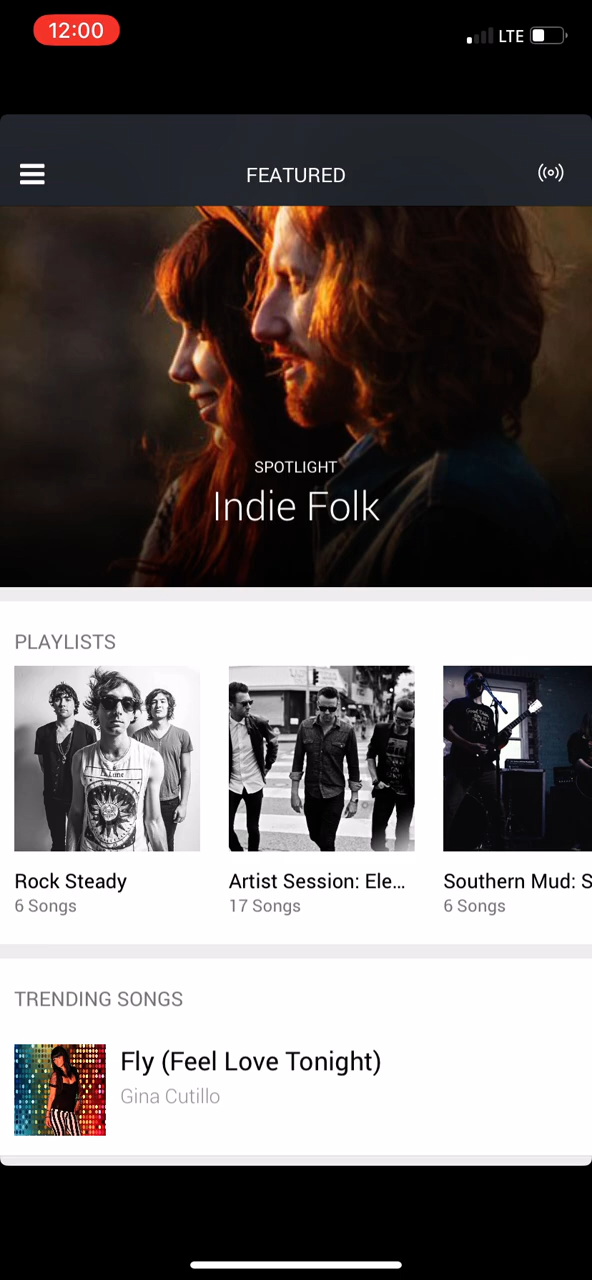 12:00
LTE
FEATURED
SPOTLIGHT
Indie Folk
PLAYLISTS
Rock Steady
6 Songs
Artist Session: Ele...
17 Songs
Southern Mud: S
6 Songs
TRENDING SONGS
Fly (Feel Love Tonight)
Gina Cutillo